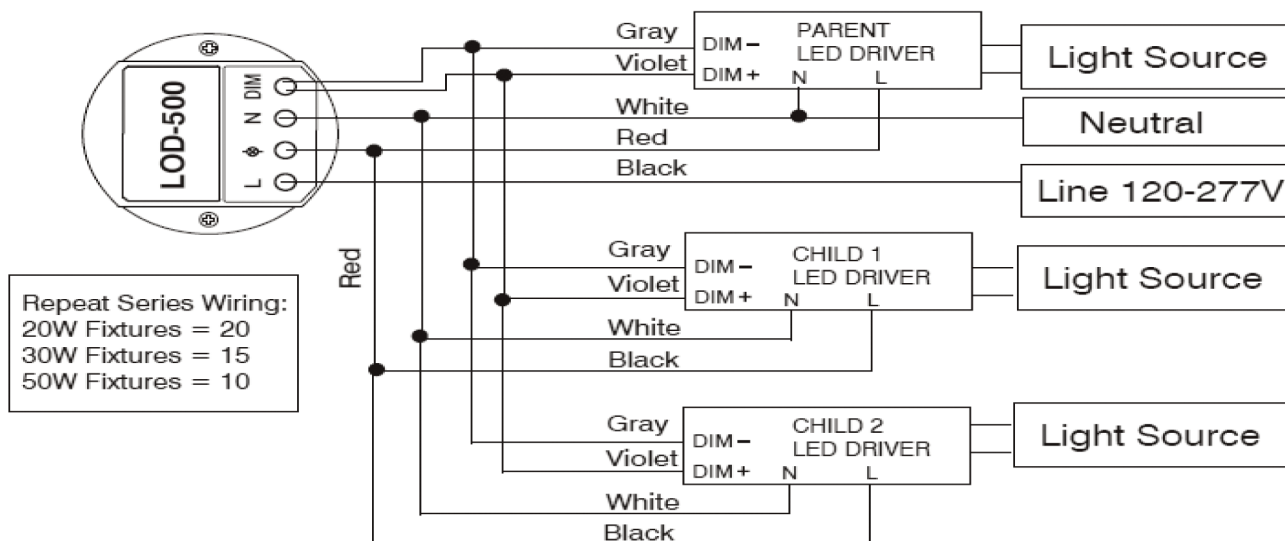 LOD-500
DIM
N
L
Gray
Violet
White
Red
Black
DIM-
DIM+
PARENT
LED DRIVER
N L
Light Source
Neutral
Line 120-277V
Red
Repeat Series Wiring:
20W Fixtures = 20
30W Fixtures = 15
50W Fixtures = 10
Gray
Violet
White
Black
DIM-
DIM+
CHILD 1
LED DRIVER
N L
Light Source
Gray
Violet
White
Black
DIM-
DIM+
CHILD 2
LED DRIVER
N L
Light Source